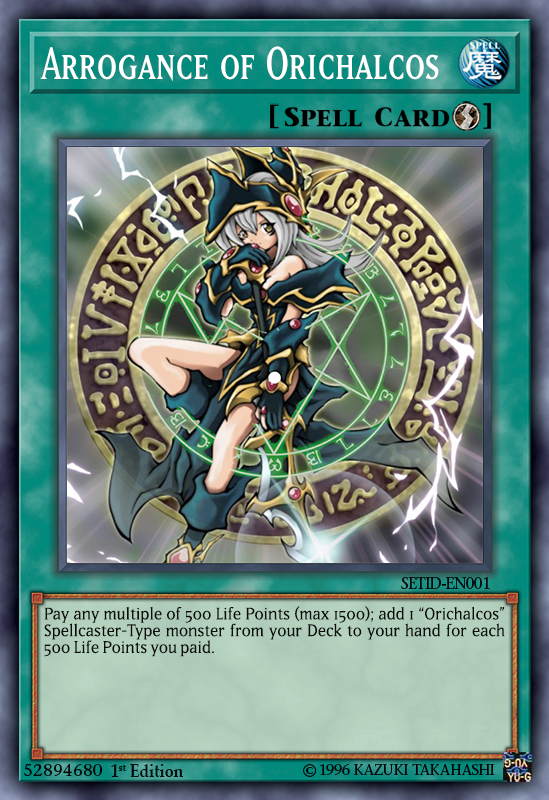 Arrogance of Orichalcos
SPELL
魔
[Spell Card]
SETID-EN001
Pay any multiple of 500 Life Points (max 1500); add 1 “Orichalcos”
Spellcaster-Type monster from your Deck to your hand for each
500 Life Points you paid.
52894680 1st Edition
© 1996 KAZUKI TAKAHASHI
YU-G